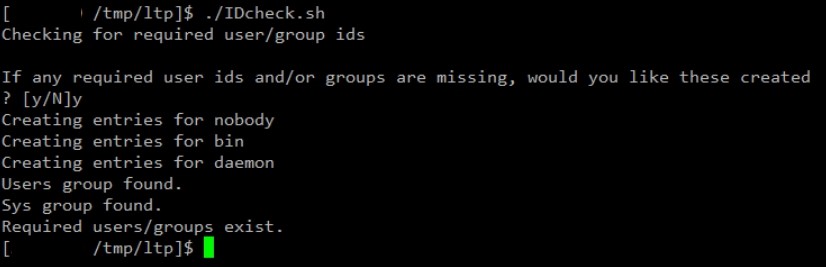 [ /tmp/ltp]$ ./IDcheck.sh
Checking for required user/group ids
If any required user ids and/or groups are missing, would you like these created
? [y/N]y
Creating entries for nobody
Creating entries for bin
Creating entries for daemon
Users group found.
Sys group found.
Required users/groups exist.
[ /tmp/ltp]$